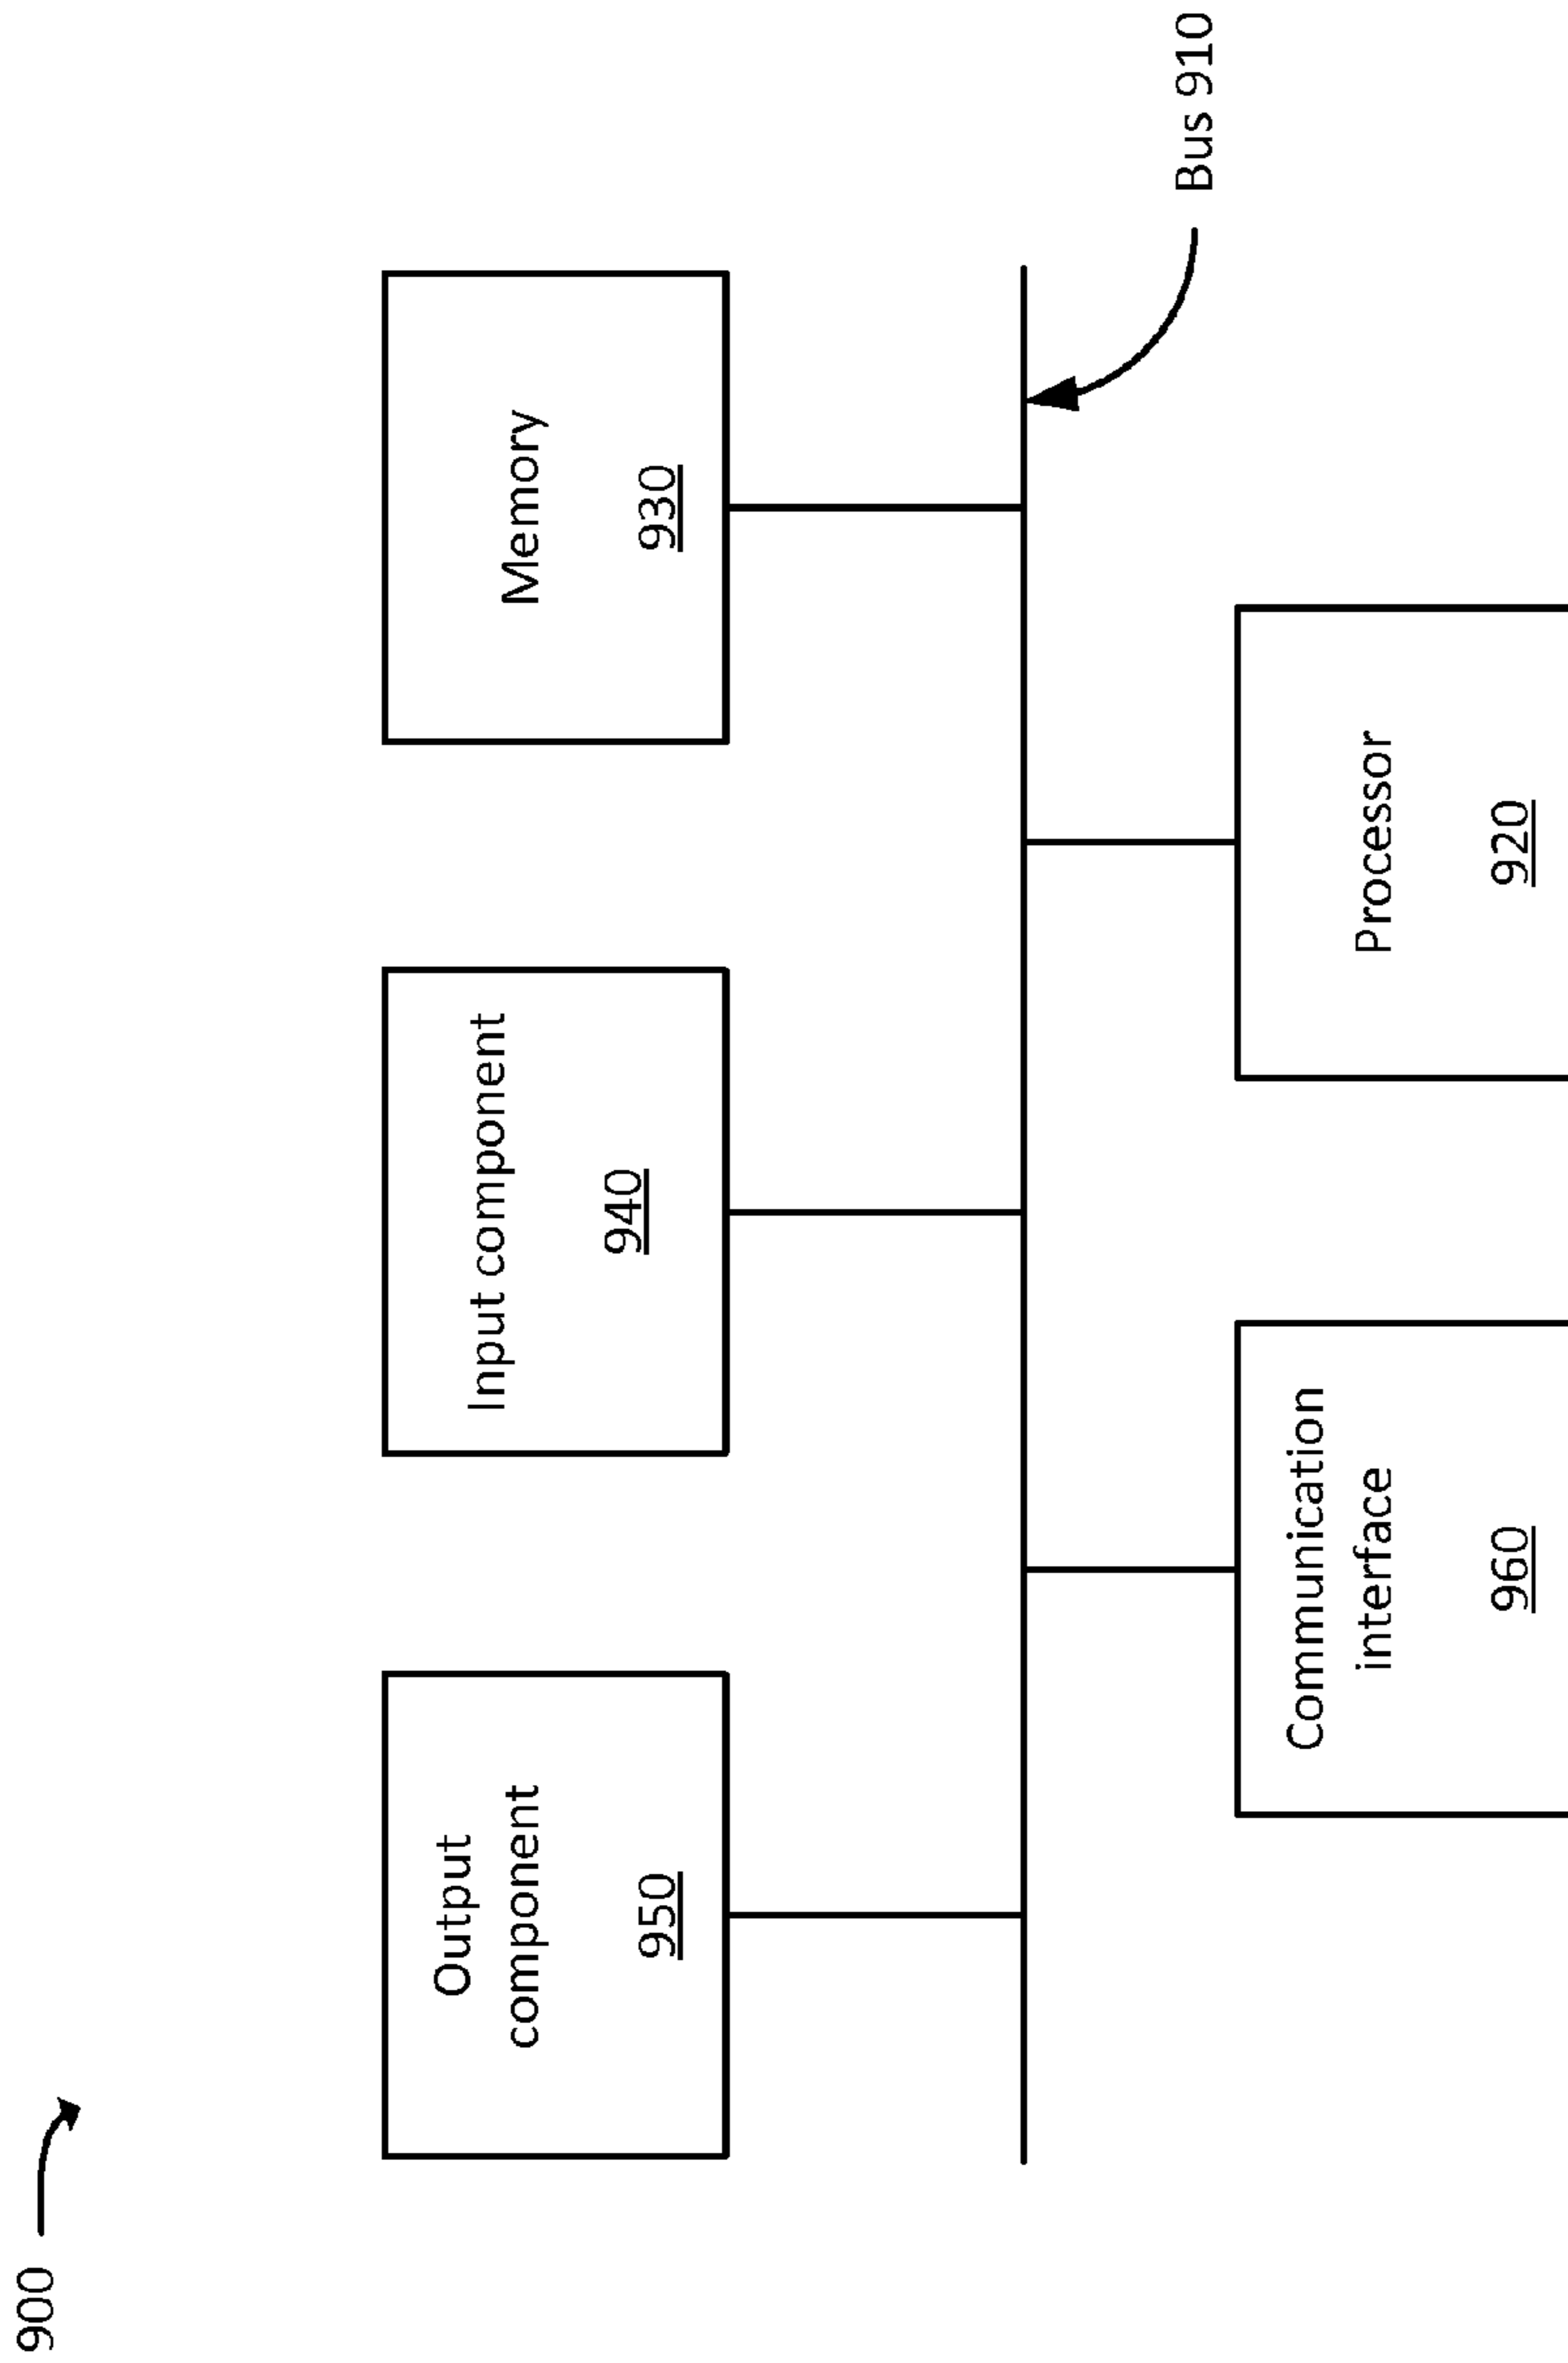 900
Output
component
950
Input component
940
Memory
930
Bus 910
Communication
interface
960
Processor
920